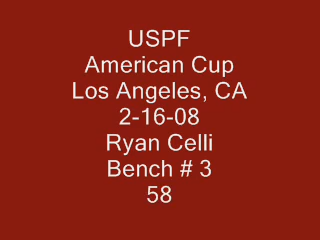 USPF
American Cup
Los Angeles, CA
2-16-08
Ryan Celli
Bench # 3
58